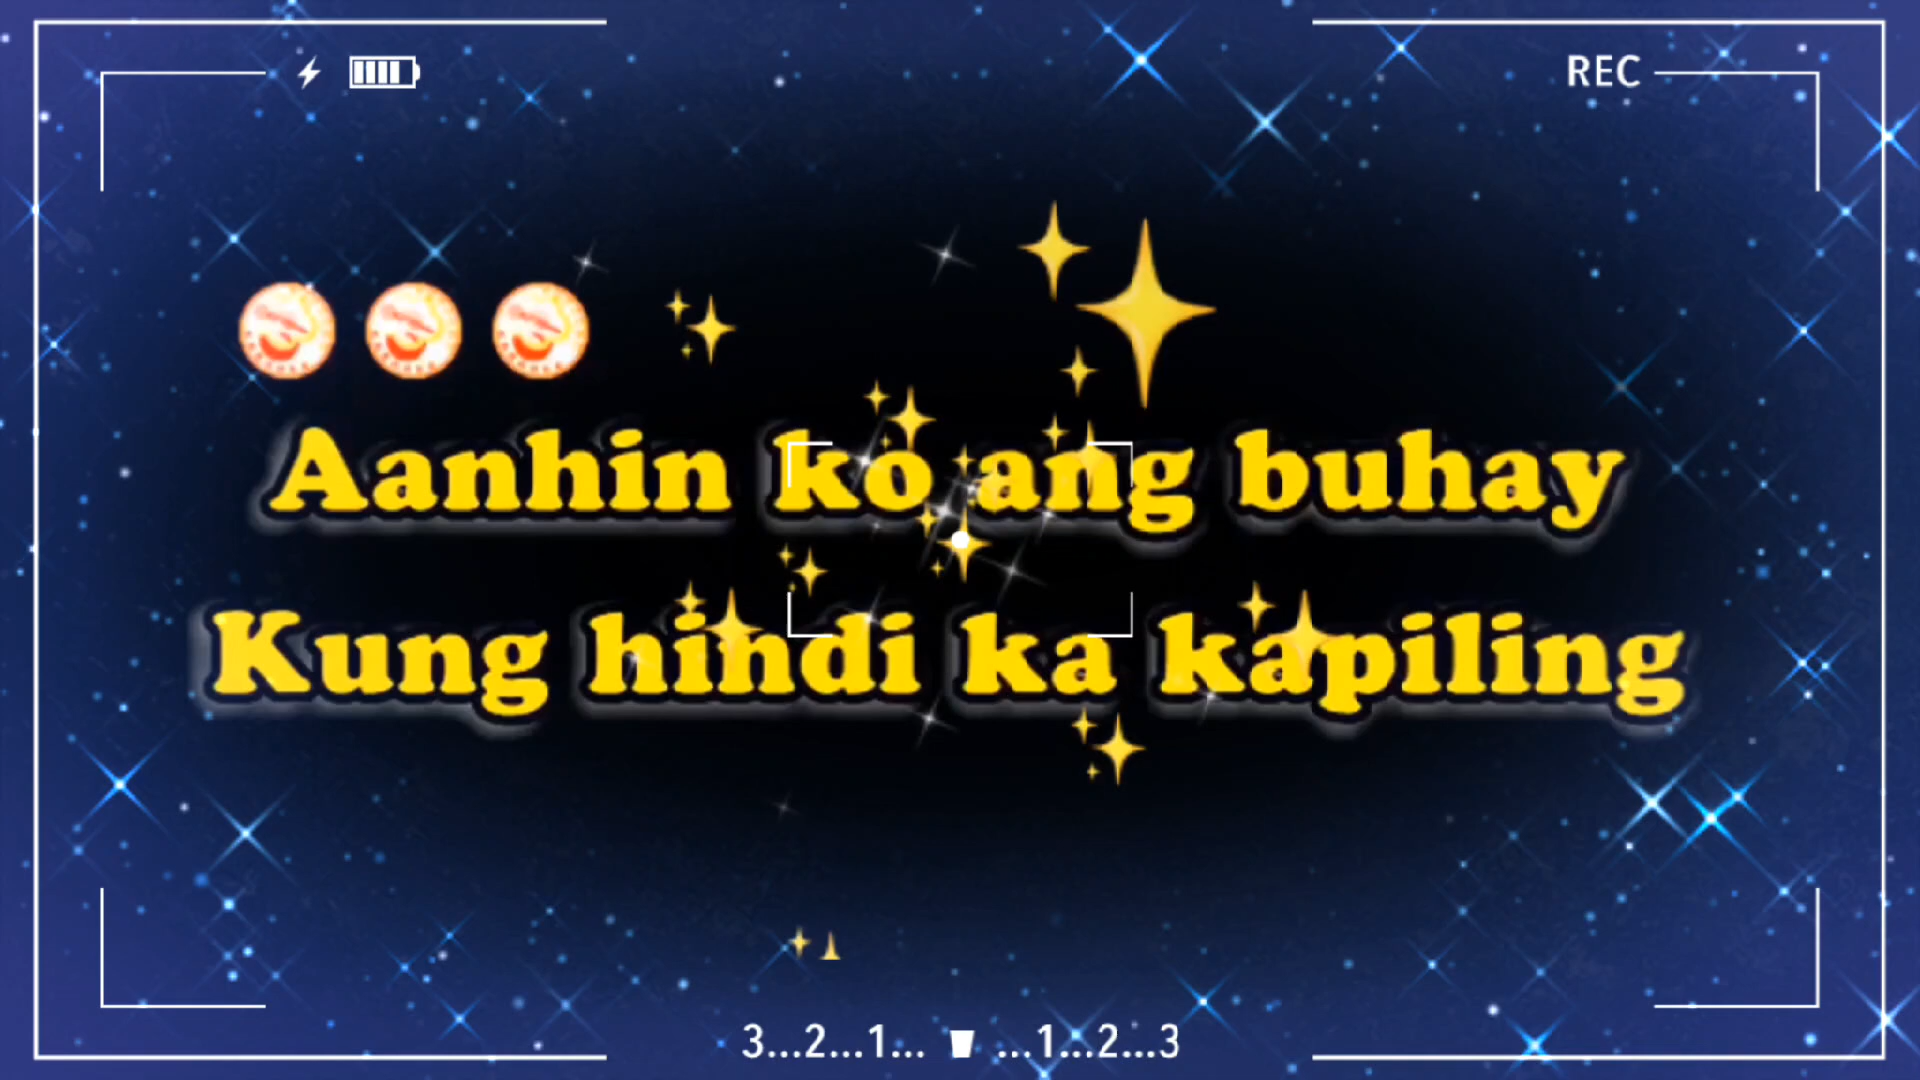 REC
Aanhin ko ang buhay
Kung hindi ka kapiling
3...2...1... ...1...2...3